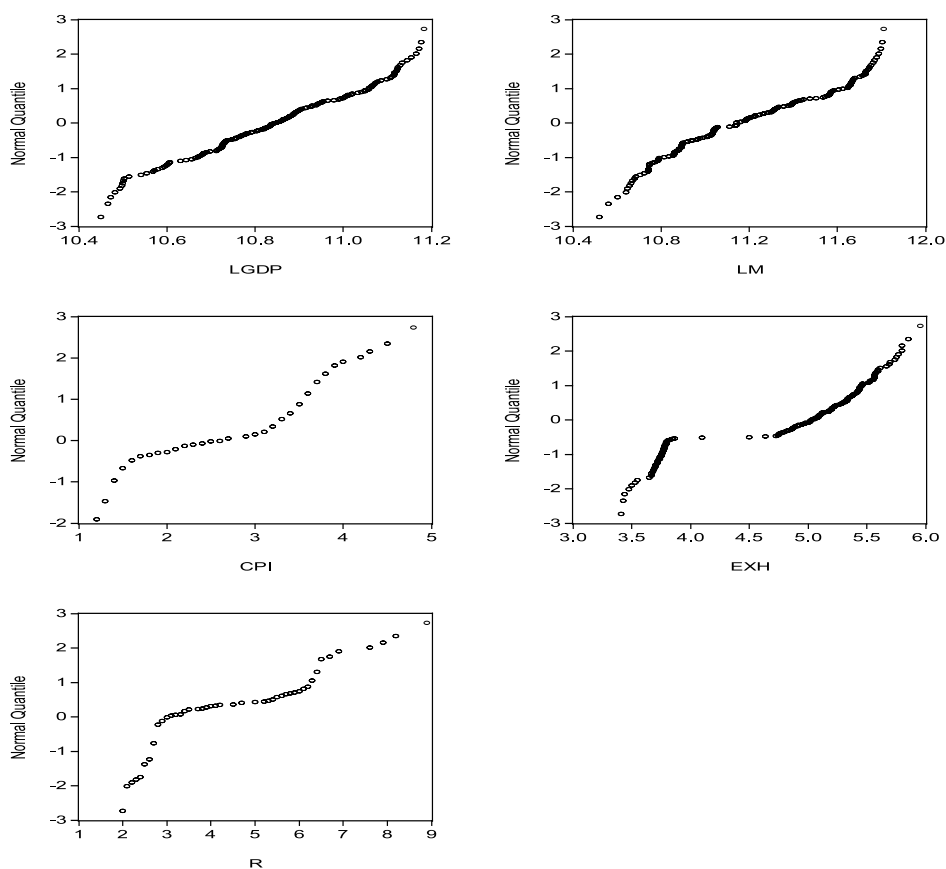 3
2
1
0
-1
-2
-3
Normal Quantile
10.4 10.6 10.8 11.0 11.2
LGDP
3
2
1
0
-1
-2
-3
Normal Quantile
10.4 10.8 11.2 11.6 12.0
LM
3
2
1
0
-1
-2
Normal Quantile
1 2 3 4 5
CPI
3
2
1
0
-1
-2
-3
Normal Quantile
3.0 3.5 4.0 4.5 5.0 5.5 6.0
EXH
3
2
1
0
-1
-2
-3
Normal Quantile
1 2 3 4 5 6 7 8 9
R